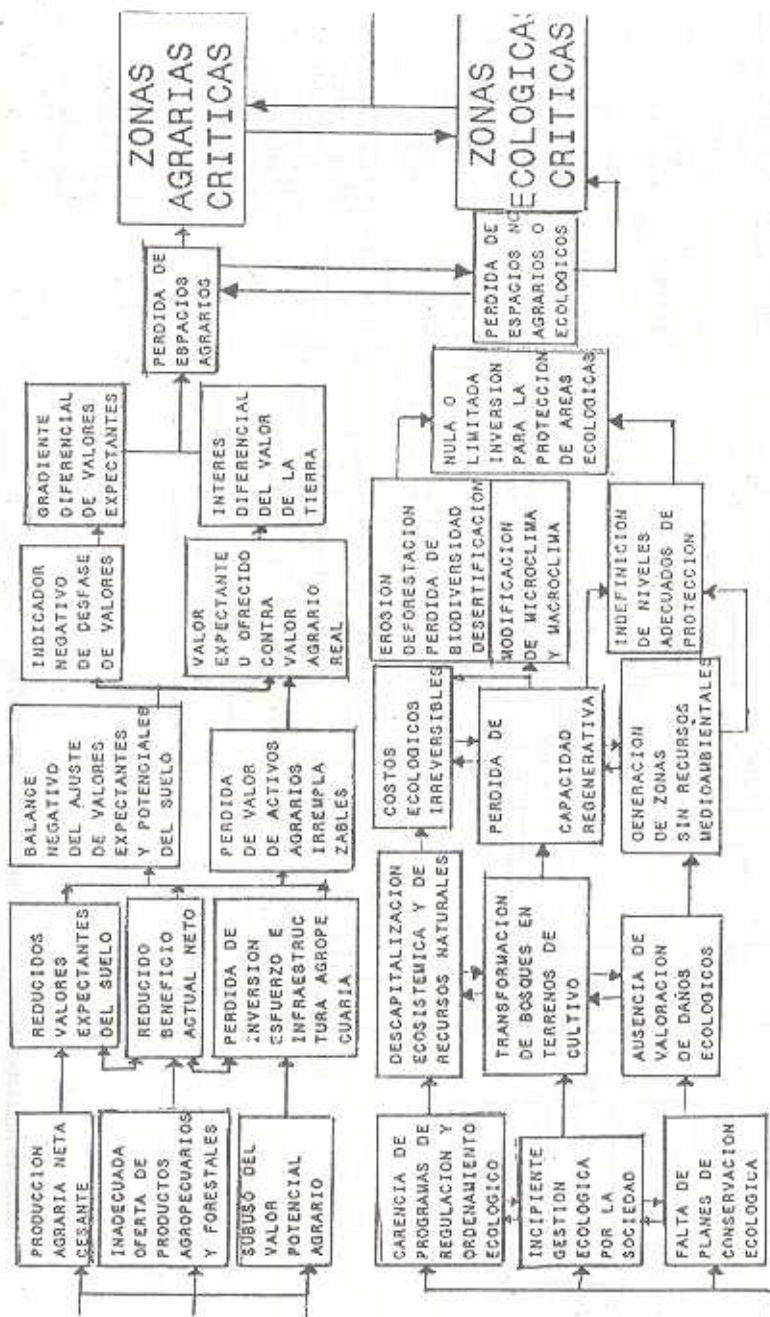 PRODUCCION
AGRARIA NETA
CESANTE
INADECUADA
OFERTA DE
PRODUCTOS
AGROPECUARIOS
Y FORESTALES
SUBUSO DEL
VALOR
POTENCIAL
AGRARIO
REDUCIDOS
VALORES
EXPECTANTES
DEL SUELO
REDUCIDO
BENEFICIO
ACTUAL NETO
PERDIDA DE
INVERSION
ESFUERZO E
INFRAESTRUC
TURA AGROPE
CUARIA
BALANCE
NEGATIVO
DEL AJUSTE
DE VALORES
EXPECTANTES
Y POTENCIALES
DEL SUELO
PERDIDA
DE VALOR
DE ACTIVOS
AGRARIOS
IRREMPLA
ZABLES
INDICADOR
NEGATIVO
DE DESFASE
DE VALORES
VALOR
EXPECTANTE
U OFRECIDO
CONTRA
VALOR
AGRARIO
REAL
GRADIENTE
DIFERENCIAL
DE VALORES
EXPECTANTES
INTERES
DIFERENCIAL
DEL VALOR
DE LA
TIERRA
PERDIDA DE
ESPACIOS
AGRARIOS
ZONAS
AGRARIAS
CRITICAS
CARENCIA DE
PROGRAMAS DE
REGULACION Y
ORDENAMIENTO
ECOLOGICO
INCIPIENTE
GESTION
ECOLOGICA
POR LA
SOCIEDAD
FALTA DE
PLANES DE
CONSERVACION
ECOLOGICA
DESCAPITALIZACION
ECOSISTEMICA Y DE
RECURSOS NATURALES
TRANSFORMACION
DE BOSQUES EN
TERRENOS DE
CULTIVO
AUSENCIA DE
VALORACION
DE DAÑOS
ECOLOGICOS
COSTOS
ECOLOGICOS
IRREVERSIBLES
PERDIDA DE
CAPACIDAD
REGENERATIVA
GENERACION
DE ZONAS
SIN RECURSOS
MEDIOAMBIENTALES
EROSION
DEFORESTACION
PERDIDA DE
BIODIVERSIDAD
DESERTIFICACION
MODIFICACION
DE MICROCLIMA
Y MACROCLIMA
INDEFINICION
DE NIVELES
ADECUADOS DE
PROTECCION
NULA O
LIMITADA
INVERSION
PARA LA
PROTECCION
DE AREAS
ECOLOGICAS
PERDIDA DE
ESPACIOS NO
AGRARIOS O
ECOLOGICOS
ZONAS
ECOLOGICAS
CRITICAS